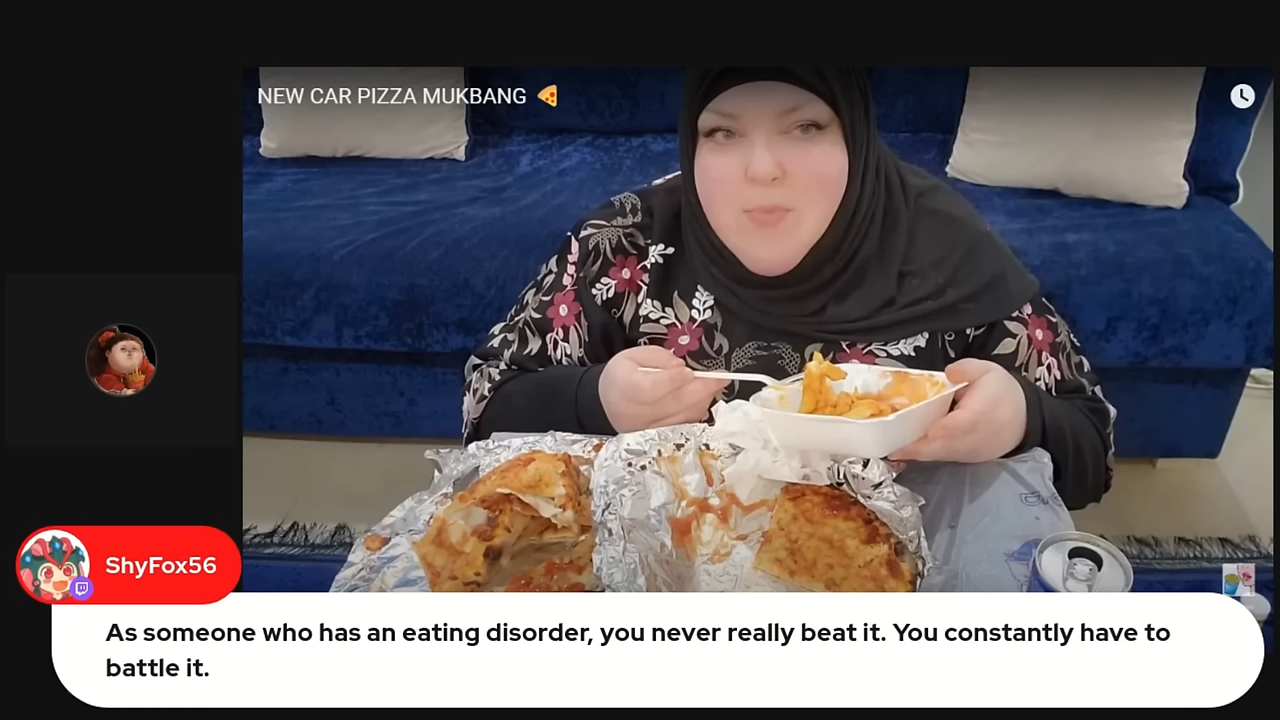 NEW CAR PIZZA MUKBANG 🍕
ShyFox56
As someone who has an eating disorder, you never really beat it. You constantly have to
battle it.